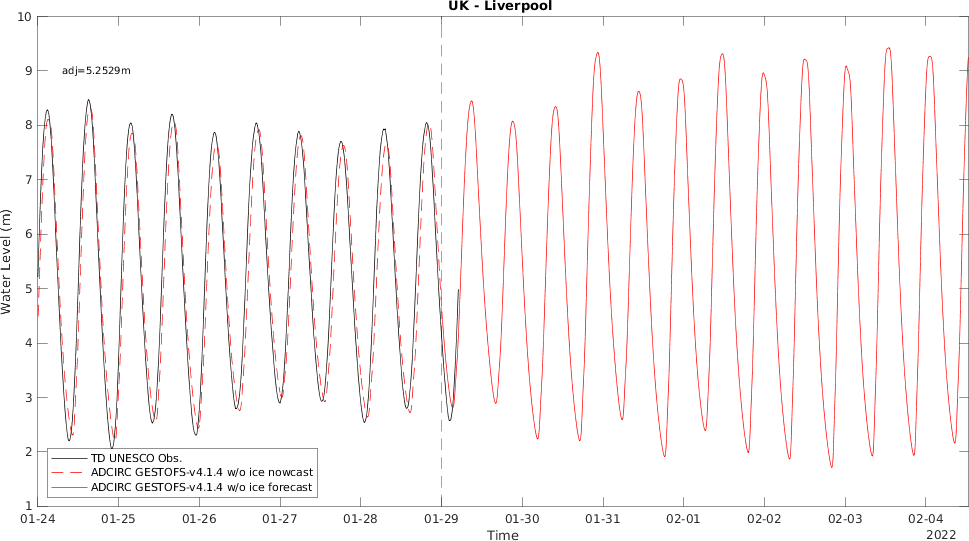 UK - Liverpool
10
adj=5.2529m
9
8
7
6
5
4
3
2
1
Water Level (m)
TD UNESCO Obs.
ADCIRC GESTOFS-v4.1.4 w/o ice nowcast
ADCIRC GESTOFS-v4.1.4 w/o ice forecast
01-24 01-25 01-26 01-27 01-28 01-29 01-30 01-31 02-01 02-02 02-03 02-04
Time
2022